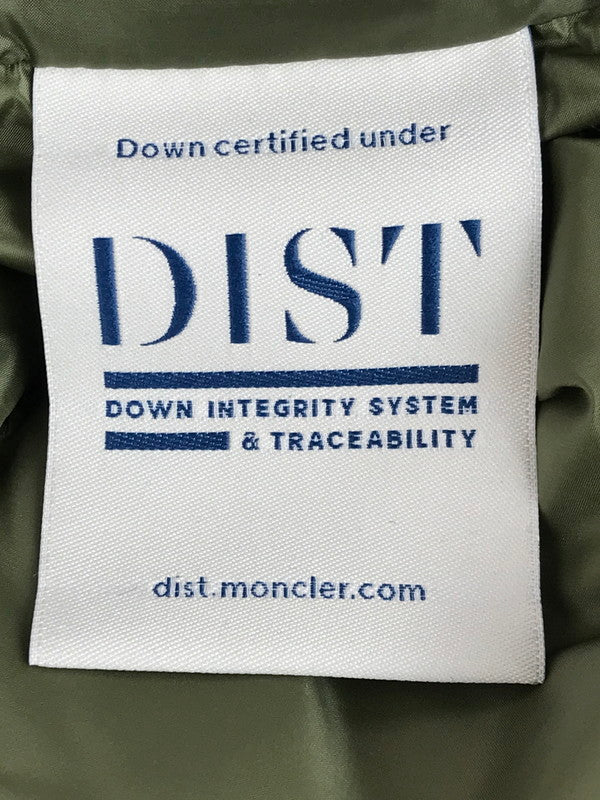 Down certified under
DIST
DOWN INTEGRITY SYSTEM
& TRACEABILITY
dist.moncler.com